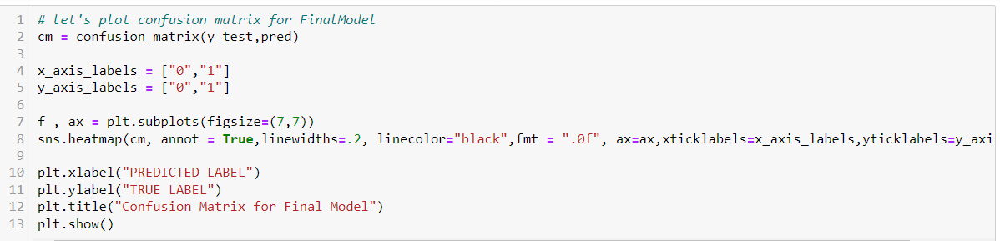 1 # let's plot confusion matrix for FinalModel
2 cm = confusion_matrix(y_test,pred)
3
4 x_axis_labels = ["0","1"]
5 y_axis_labels = ["0","1"]
6
7 f , ax = plt.subplots(figsize=(7,7))
8 sns.heatmap(cm, annot = True,linewidths=.2, linecolor="black",fmt = ".0f", ax=ax,xticklabels=x_axis_labels,yticklabels=y_axi
9
10 plt.xlabel("PREDICTED LABEL")
11 plt.ylabel("TRUE LABEL")
12 plt.title("Confusion Matrix for Final Model")
13 plt.show()